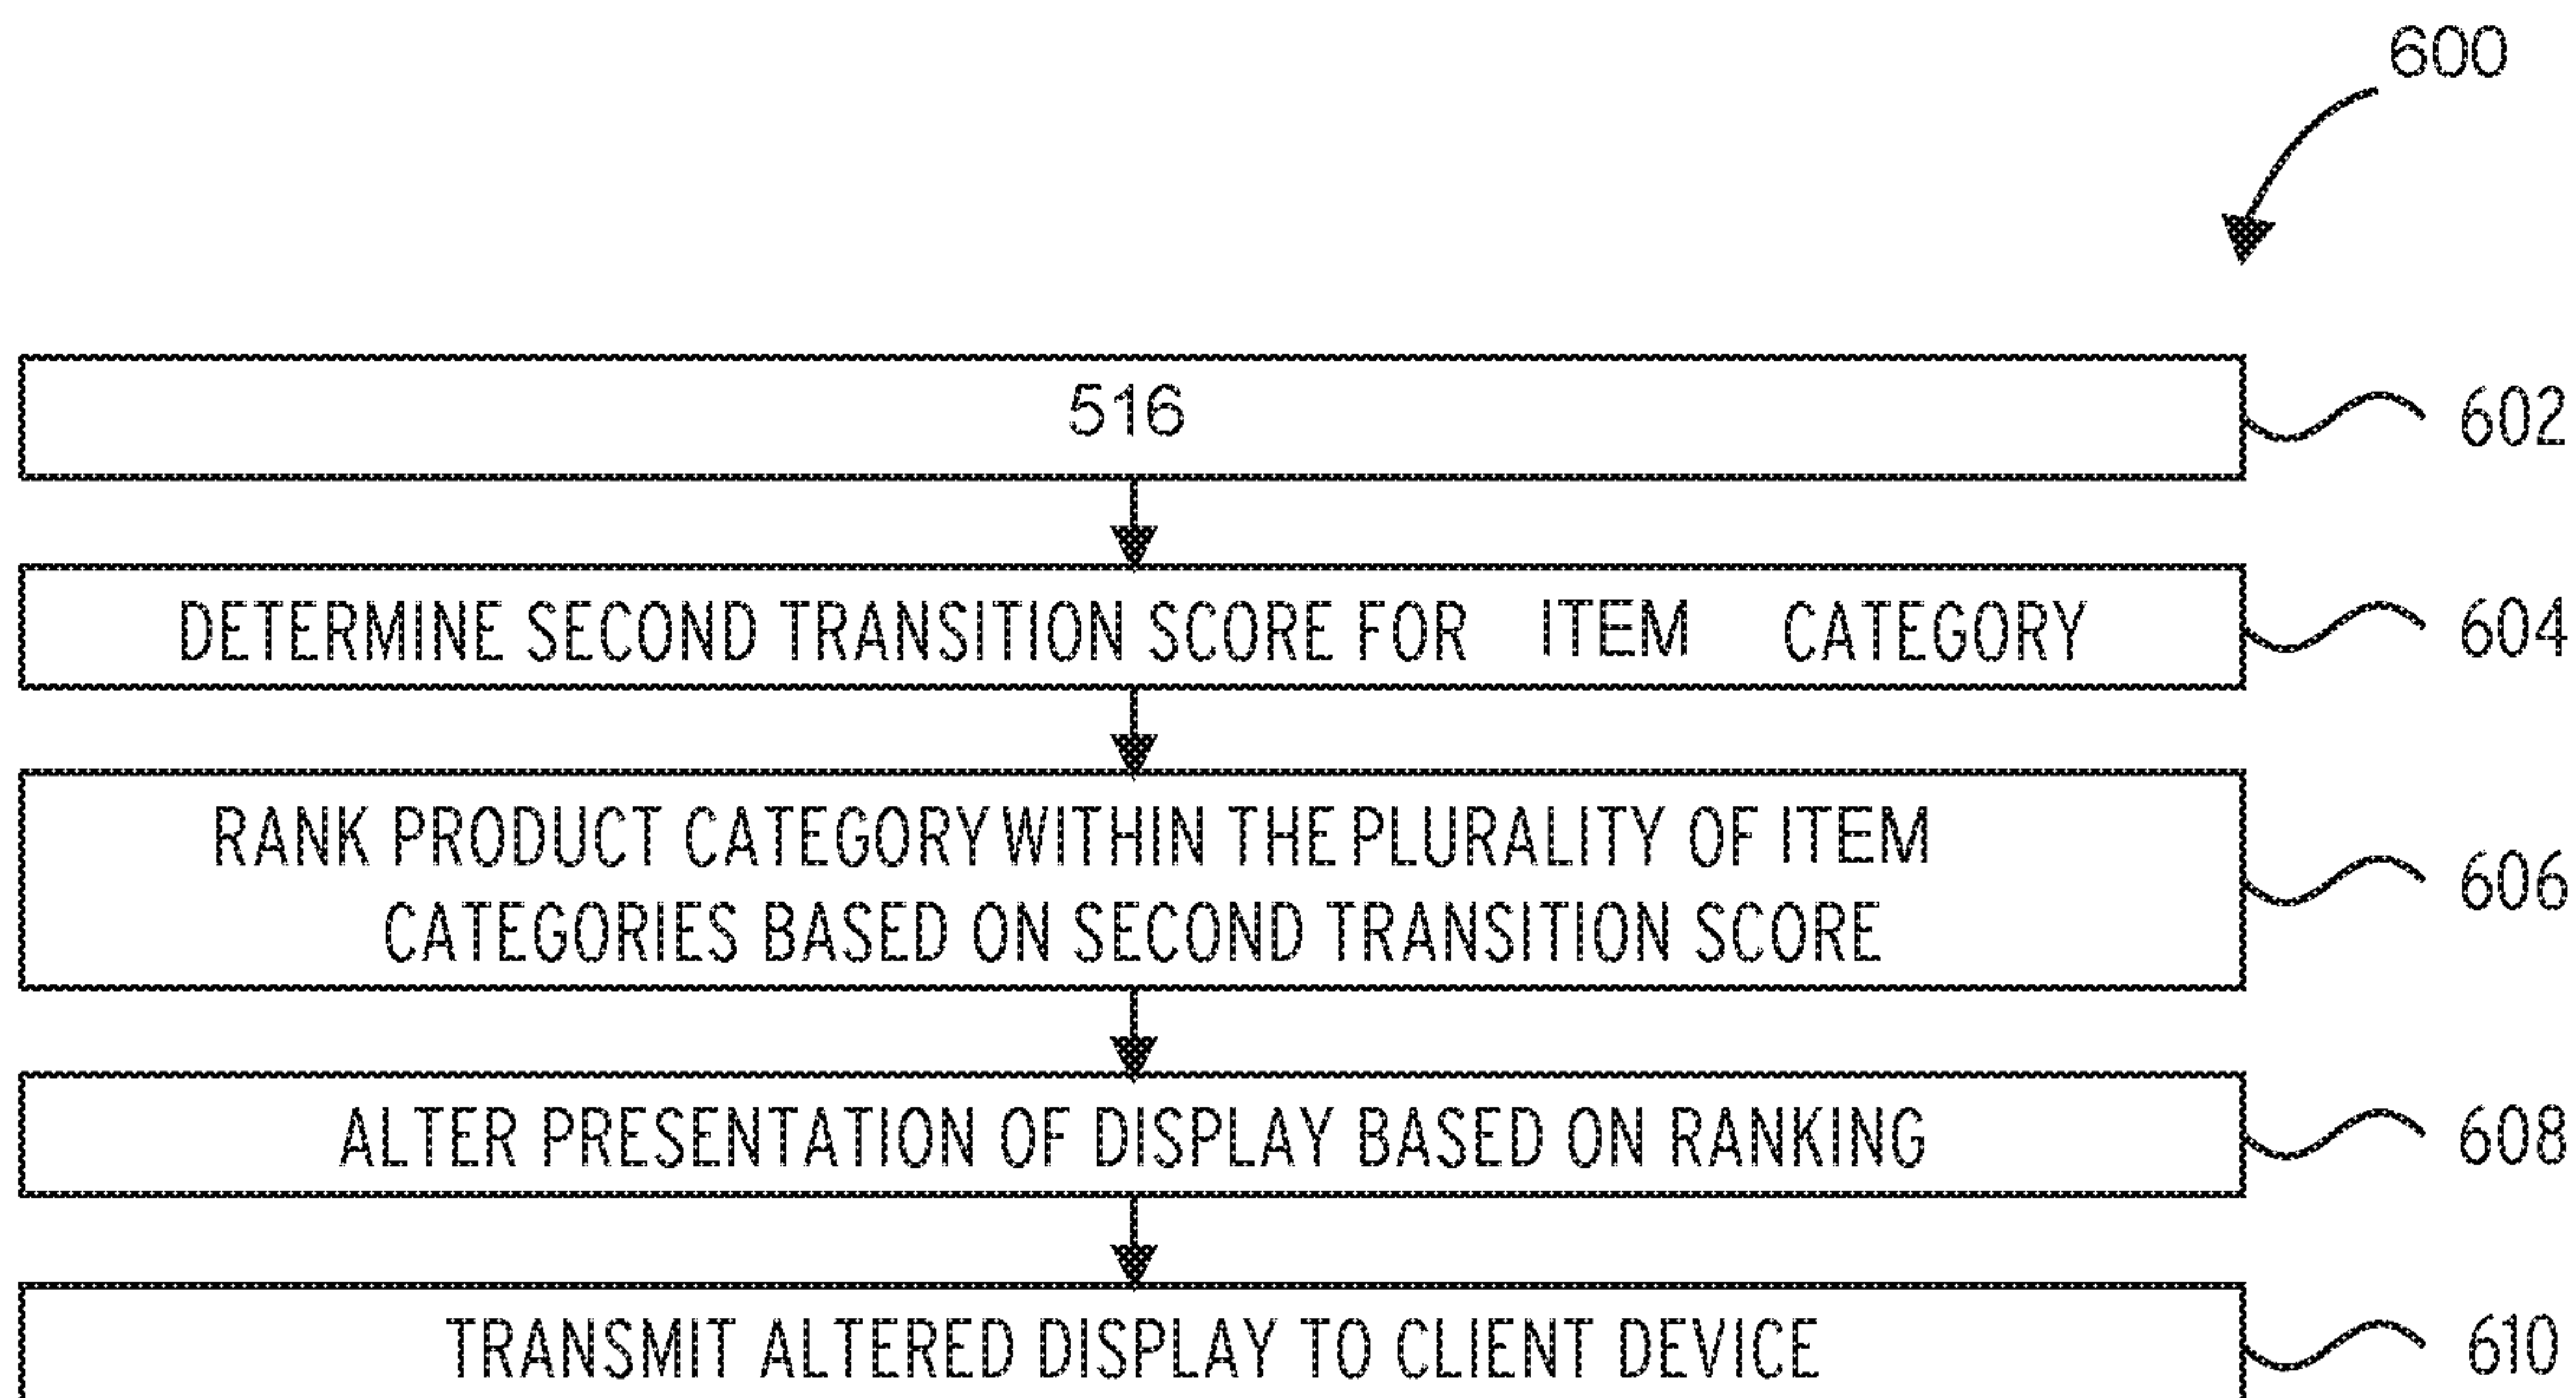 600
516
602
DETERMINE SECOND TRANSITION SCORE FOR ITEM CATEGORY
604
RANK PRODUCT CATEGORY WITHIN THE PLURALITY OF ITEM
CATEGORIES BASED ON SECOND TRANSITION SCORE
606
ALTER PRESENTATION OF DISPLAY BASED ON RANKING
608
TRANSMIT ALTERED DISPLAY TO CLIENT DEVICE
610